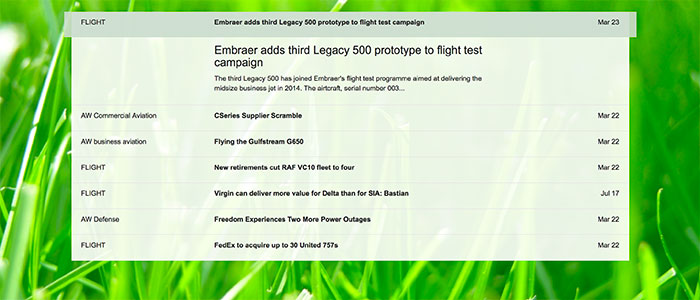 FLIGHT Embraer adds third Legacy 500 prototype to flight test campaign Mar 23
Embraer adds third Legacy 500 prototype to flight test
campaign
The third Legacy 500 has joined Embraer's flight test programme aimed at delivering the
midsize business jet in 2014. The airtcraft, serial number 003...
AW Commercial Aviation CSeries Supplier Scramble Mar 22
AW business aviation Flying the Gulfstream G650 Mar 22
FLIGHT New retirements cut RAF VC10 fleet to four Mar 22
FLIGHT Virgin can deliver more value for Delta than for SIA: Bastian Jul 17
AW Defense Freedom Experiences Two More Power Outages Mar 22
FLIGHT FedEx to acquire up to 30 United 757s Mar 22